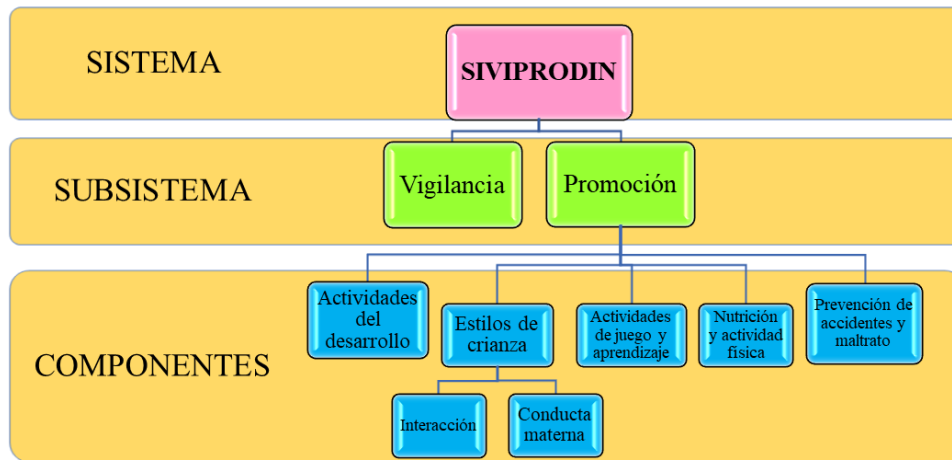 SISTEMA
SIVIPRODIN
SUBSISTEMA
Vigilancia
Promoción
COMPONENTES
Actividades
del
desarrollo
Estilos de
crianza
Actividades
de juego y
aprendizaje
Nutrición
y actividad
física
Prevención de
accidentes y
maltrato
Interacción
Conducta
materna